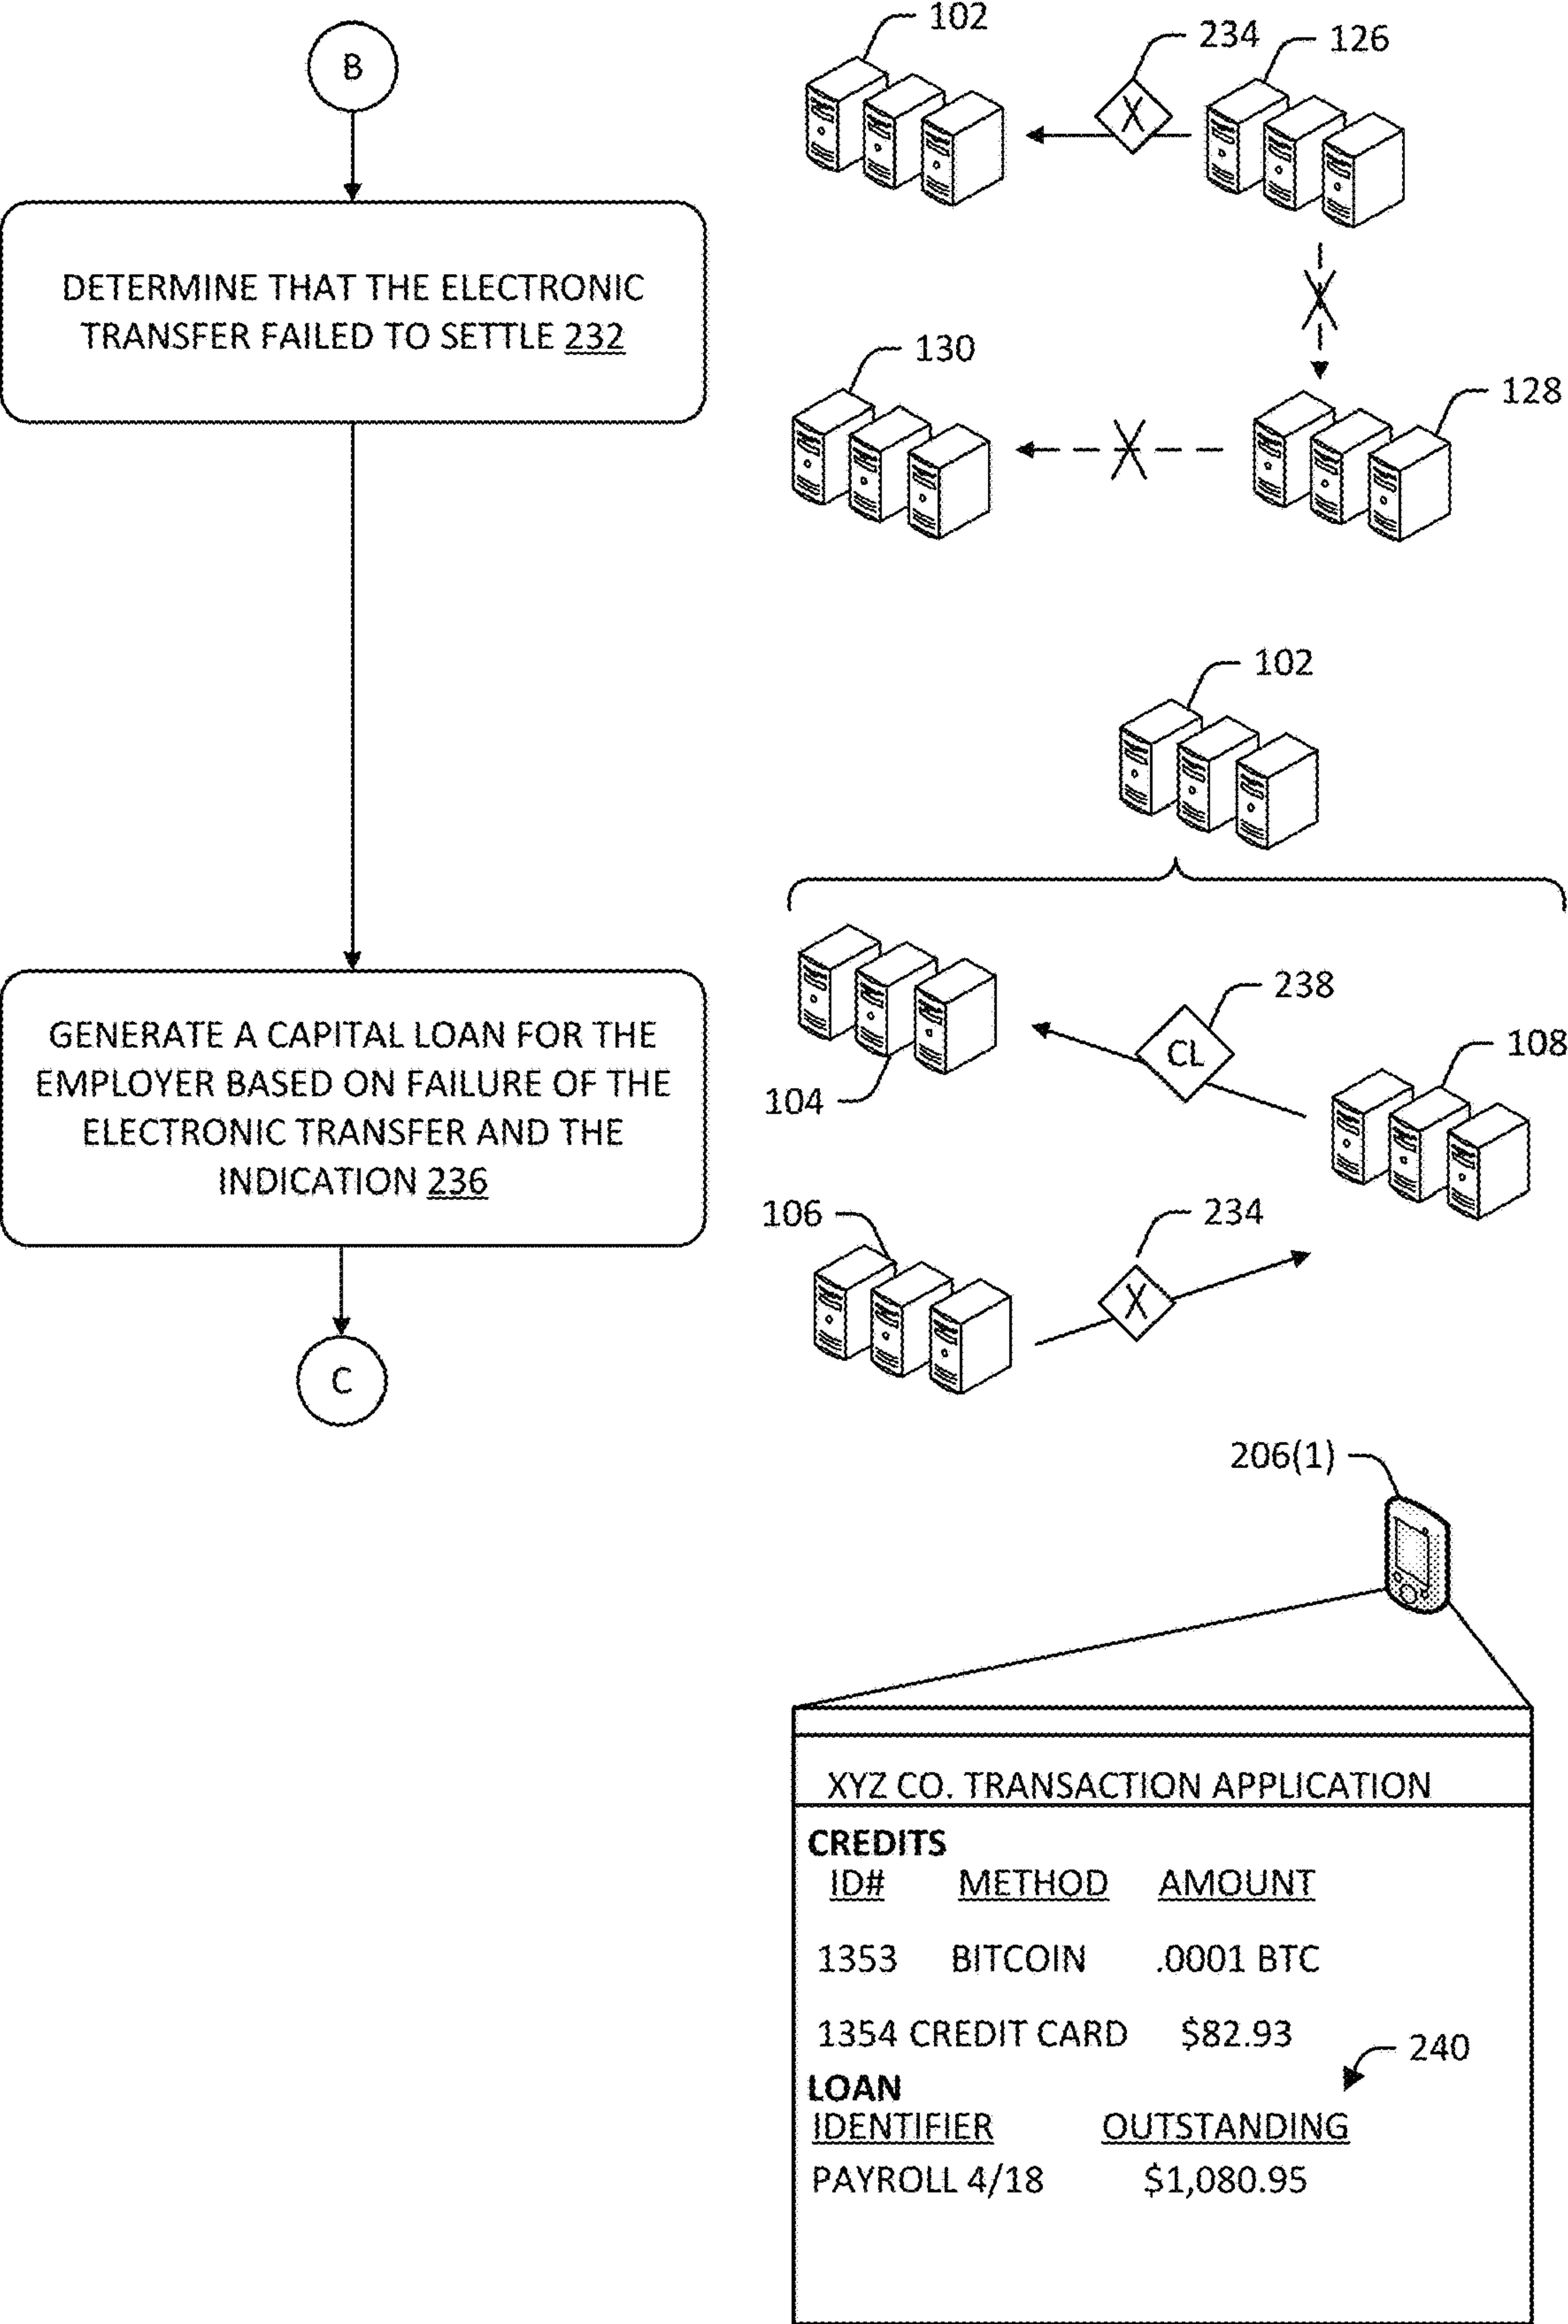 B
DETERMINE THAT THE ELECTRONIC
TRANSFER FAILED TO SETTLE 232
102
234
126
X
130
128
102
GENERATE A CAPITAL LOAN FOR THE
EMPLOYER BASED ON FAILURE OF THE
ELECTRONIC TRANSFER AND THE
INDICATION 236
238
CL
108
104
106
234
X
C
206(1)
XYZ CO. TRANSACTION APPLICATION
CREDITS
ID# METHOD AMOUNT
1353 BITCOIN .0001 BTC
1354 CREDIT CARD $82.93
240
LOAN
IDENTIFIER OUTSTANDING
PAYROLL 4/18 $1,080.95